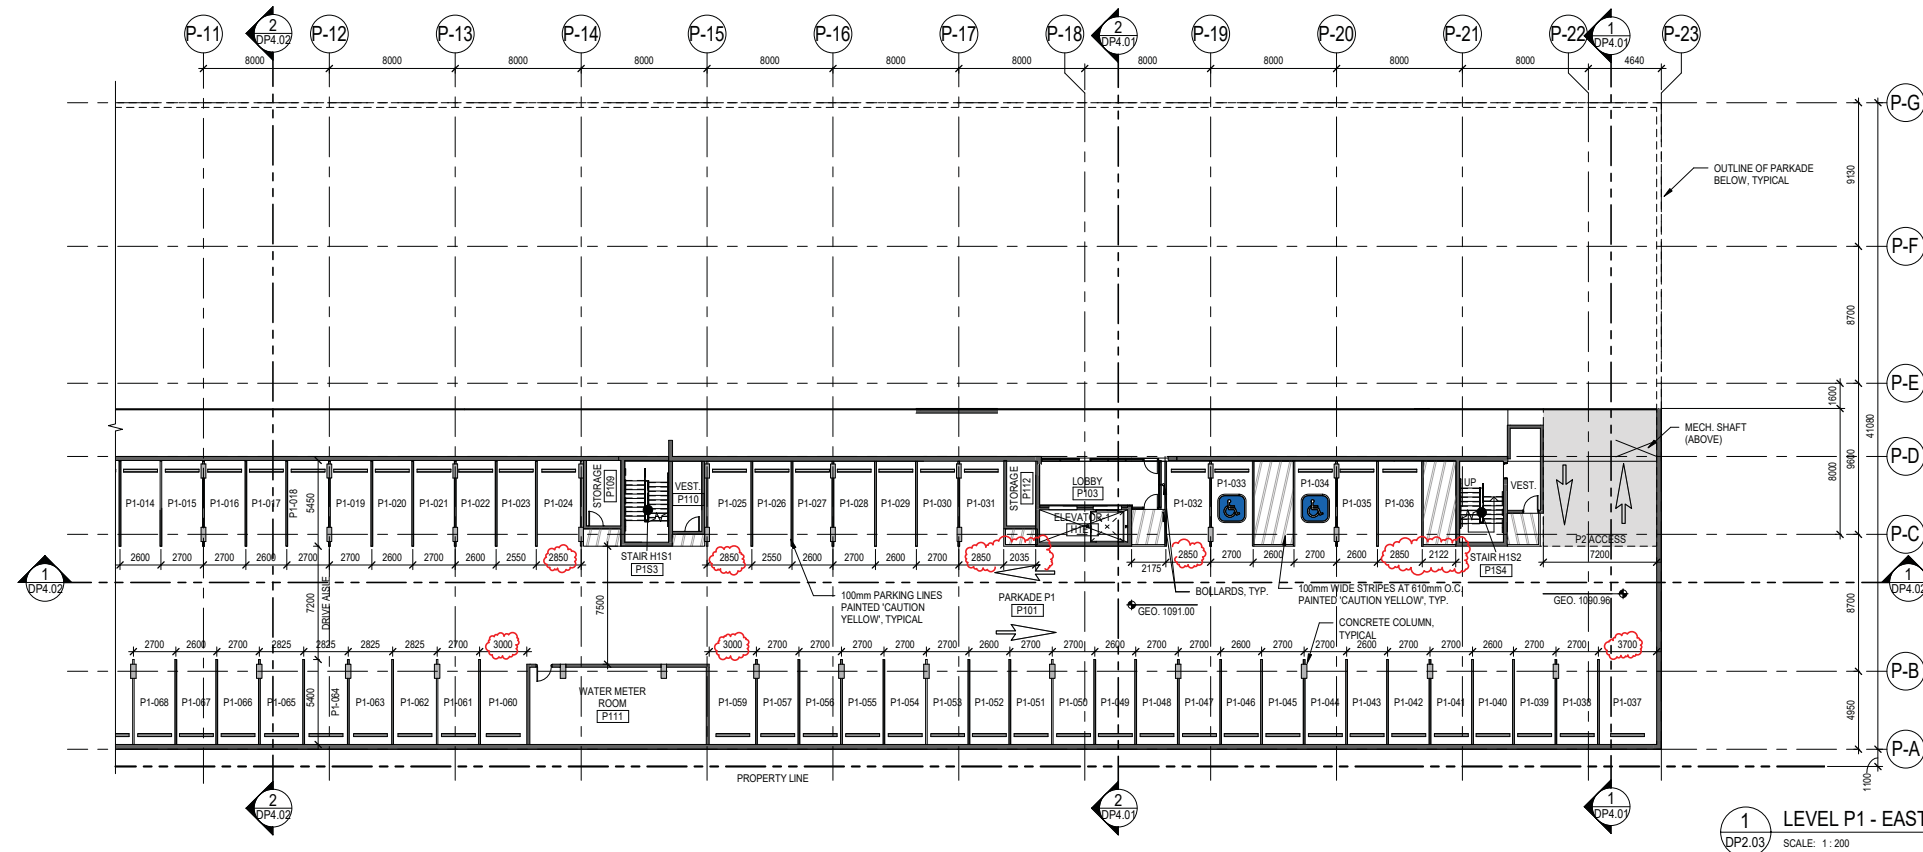 P-11 P-12 P-13 P-14 P-15 P-16 P-17 P-18 P-19 P-20 P-21 P-22 P-23
2 DP4.02
2 DP4.01
1 DP4.01
8000 8000 8000 8000 8000 8000 8000 8000 8000 8000 8000 4640
P-G
P-F
P-E
P-D
P-C
P-B
P-A
9130
8700
1600
41080
9600
8000
8700
4950
1100
OUTLINE OF PARKADE
BELOW, TYPICAL
MECH. SHAFT
(ABOVE)
P1-014 P1-015 P1-016 P1-017 P1-018 P1-019 P1-020 P1-021 P1-022 P1-023 P1-024
5450
STORAGE
P109
VEST.
P110
P1-025 P1-026 P1-027 P1-028 P1-029 P1-030 P1-031
STORAGE
P112
LOBBY
P103
ELEVATOR 1
H1E1
P1-032 P1-033 P1-034 P1-035 P1-036
UP
VEST.
P2 ACCESS
2600 2700 2700 2600 2700 2700 2700 2600 2700 2550 2850
STAIR H1S1
P1S3
2850 2550 2600 2700 2700 2700 2850 2035
2175
2850 2700 2600 2700 2600 2850 2122
STAIR H1S2
P1S4
7200
1 DP4.02
1 DP4.02
7200
DRIVE AISLE
7500
100mm PARKING LINES
PAINTED 'CAUTION
YELLOW', TYPICAL
PARKADE P1
P101
BOLLARDS, TYP.
GEO. 1091.00
100mm WIDE STRIPES AT 610mm O.C.
PAINTED 'CAUTION YELLOW', TYP.
GEO. 1090.96
CONCRETE COLUMN,
TYPICAL
2700 2600 2700 2825 2825 2825 2825 2700 3000
3000 2700 2700 2700 2700 2700 2600 2700 2700 2600 2700 2700 2600 2700 2700 2600 2700 2700 2600 2700 2700 3700
P1-068 P1-067 P1-066 P1-065 5400 P1-064 P1-063 P1-062 P1-061 P1-060
WATER METER
ROOM
P111
P1-059 P1-057 P1-056 P1-055 P1-054 P1-053 P1-052 P1-051 P1-050 P1-049 P1-048 P1-047 P1-046 P1-045 P1-044 P1-043 P1-042 P1-041 P1-040 P1-039 P1-038 P1-037
PROPERTY LINE
2 DP4.02
2 DP4.01
1 DP4.01
1 DP2.03
LEVEL P1 - EAST
SCALE: 1 : 200